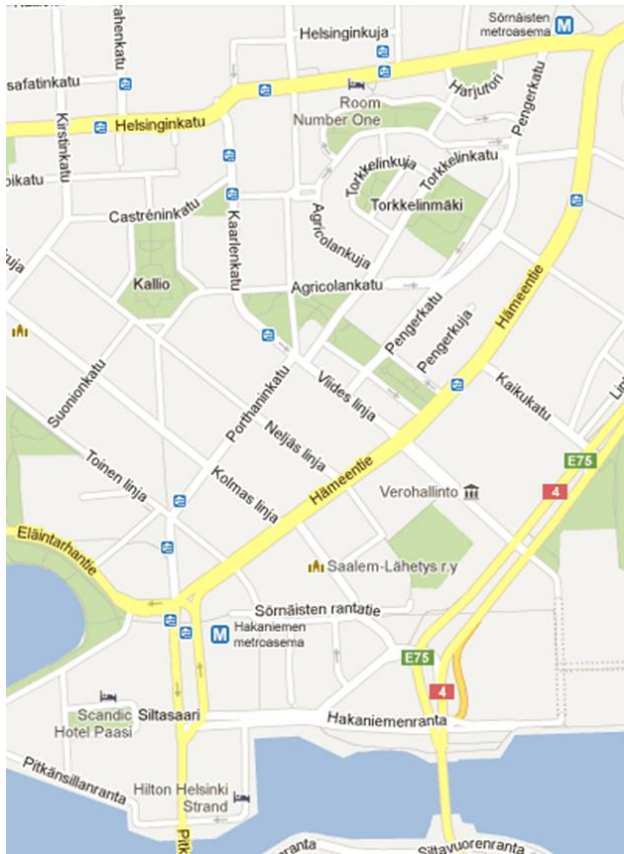 Sörnäisten
metroasema
M
Helsinginkuja
safatinkatu
Harjutori
Room
Number One
Pengerkatu
Helsinginkatu
Kirstinkatu
Torkkelinkuja
Torkkelinkatu
Castréninkatu
Torkkelinmäki
Kaarlenkatu
Agricolankuja
Kallio
Agricolankatu
Hämeentie
Pengerkatu
Pengerkuja
Suonionkatu
Porthaninkatu
Viides linja
Kaikukatu
Neljäs linja
Toinen linja
Kolmas linja
Hämeentie
E75
4
Verohallinto
Eläintarhantie
Saalem-Lähetys r.y
Sörnäisten rantatie
M
Hakaniemen
metroasema
E75
4
Scandic
Hotel Paasi
Siltasaari
Hakaniemenranta
Pitkänsillanranta
Hilton Helsinki
Strand
Siltavuorenranta